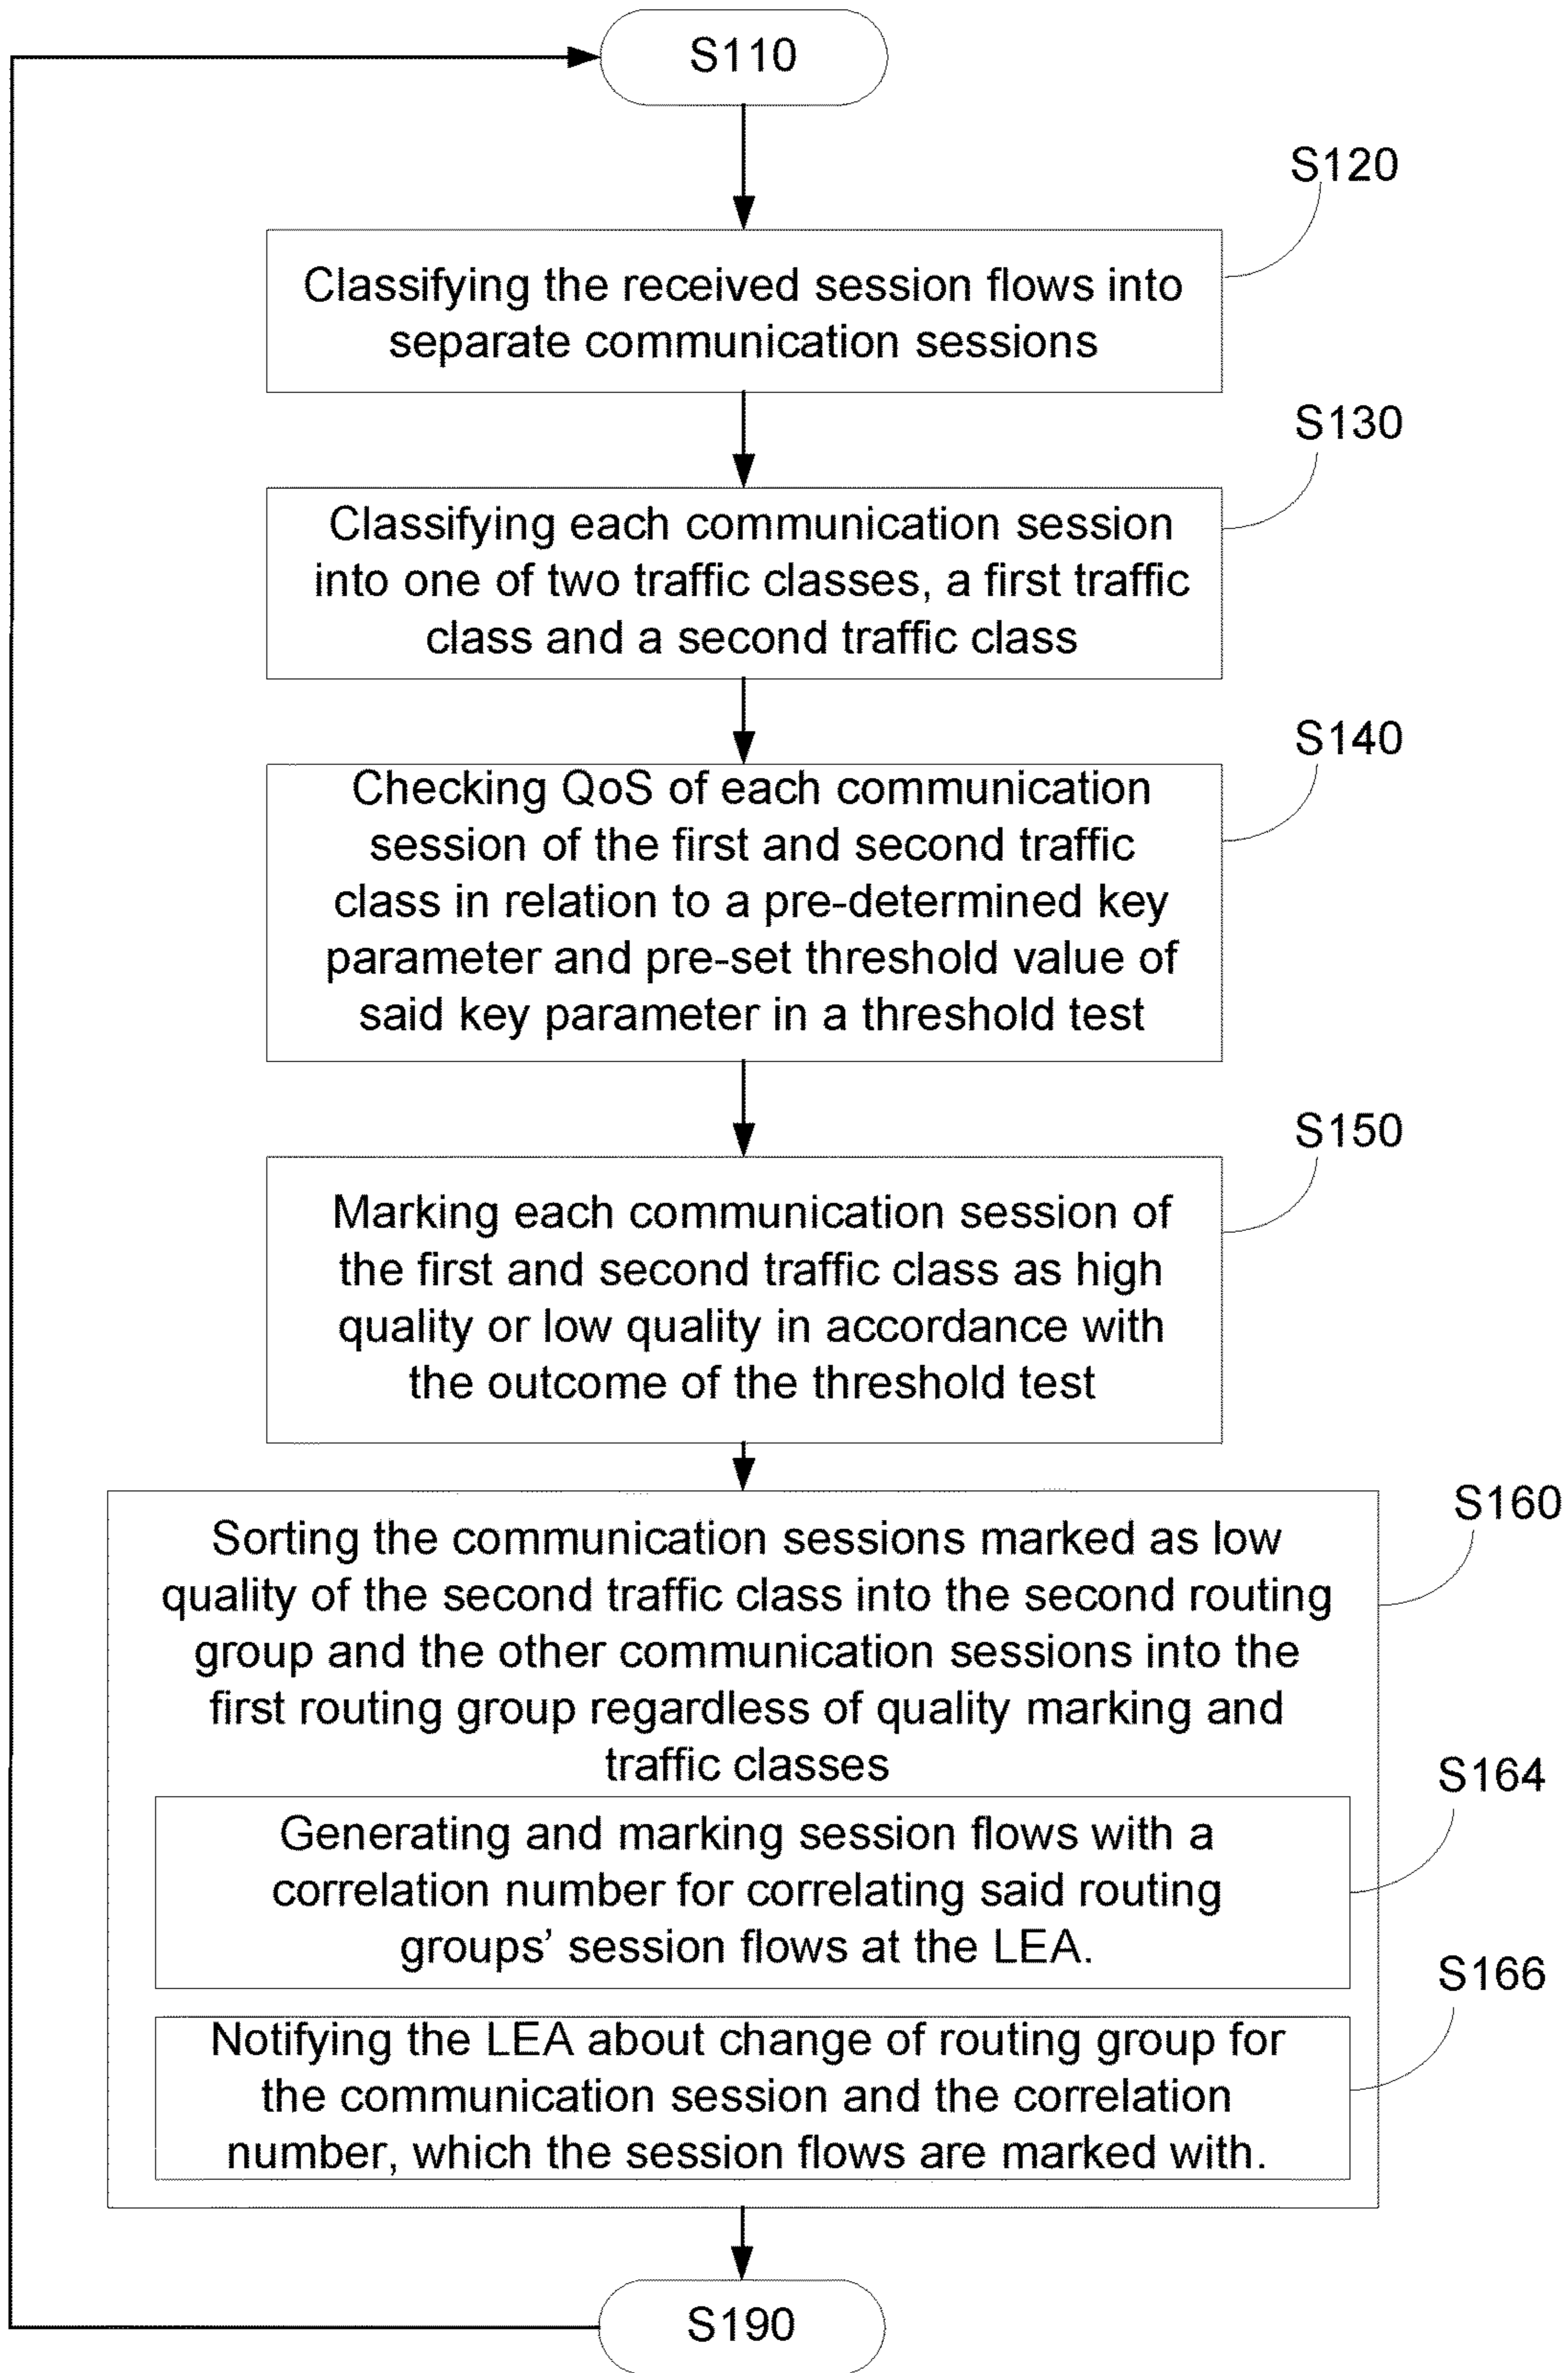 S110
S120
Classifying the received session flows into
separate communication sessions
S130
Classifying each communication session
into one of two traffic classes, a first traffic
class and a second traffic class
S140
Checking QoS of each communication
session of the first and second traffic
class in relation to a pre-determined key
parameter and pre-set threshold value of
said key parameter in a threshold test
S150
Marking each communication session of
the first and second traffic class as high
quality or low quality in accordance with
the outcome of the threshold test
S160
Sorting the communication sessions marked as low
quality of the second traffic class into the second routing
group and the other communication sessions into the
first routing group regardless of quality marking and
traffic classes
S164
Generating and marking session flows with a
correlation number for correlating said routing
groups’ session flows at the LEA.
S166
Notifying the LEA about change of routing group for
the communication session and the correlation
number, which the session flows are marked with.
S190